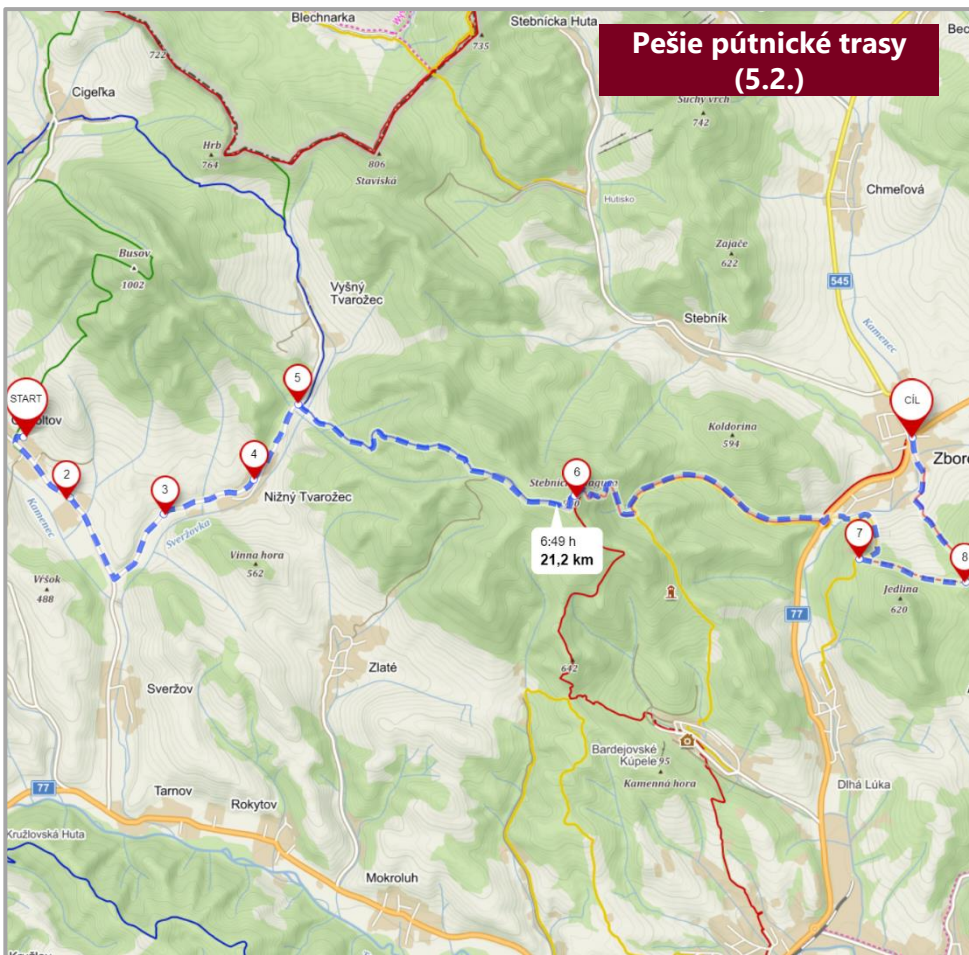 Pešie pútnické trasy
(5.2.)
Blechnarka
Stebnícka Huta
735
722
Cigeľka
Suchý vrch
742
Hrb
764
806
Staviská
Chmeľová
Hutisko
Busov
1002
Zajače
622
Vyšný
Tvarožec
545
Kamenec
Stebník
START
5
CÍL
Koldorina
594
2
3
4
6
Nižný Tvarožec
Kamenec
Sveržovka
6:49 h
21,2 km
7
8
Vinna hora
562
Vŕšok
488
Jedlina
620
77
Zlaté
642
Sveržov
Bardejovské
Kúpele
95
Kamenná hora
77
Tarnov
Rokytov
Dlhá Lúka
Kružlovská Huta
Mokroluh